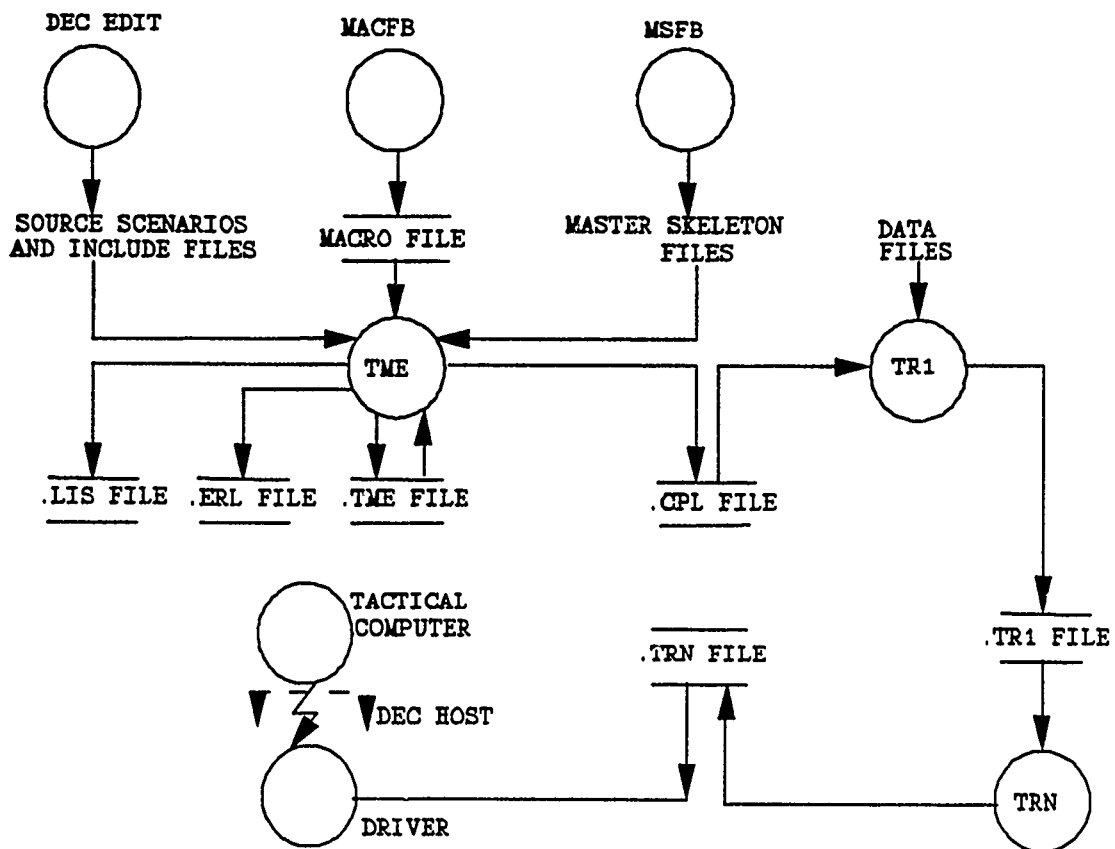 DEC EDIT
MACFB
MSFB
SOURCE SCENARIOS
AND INCLUDE FILES
MACRO FILE
MASTER SKELETON
FILES
DATA
FILES
TME
TR1
.LIS FILE
.ERL FILE
.TME FILE
.CPL FILE
TACTICAL
COMPUTER
.TRN FILE
.TR1 FILE
DEC HOST
DRIVER
TRN